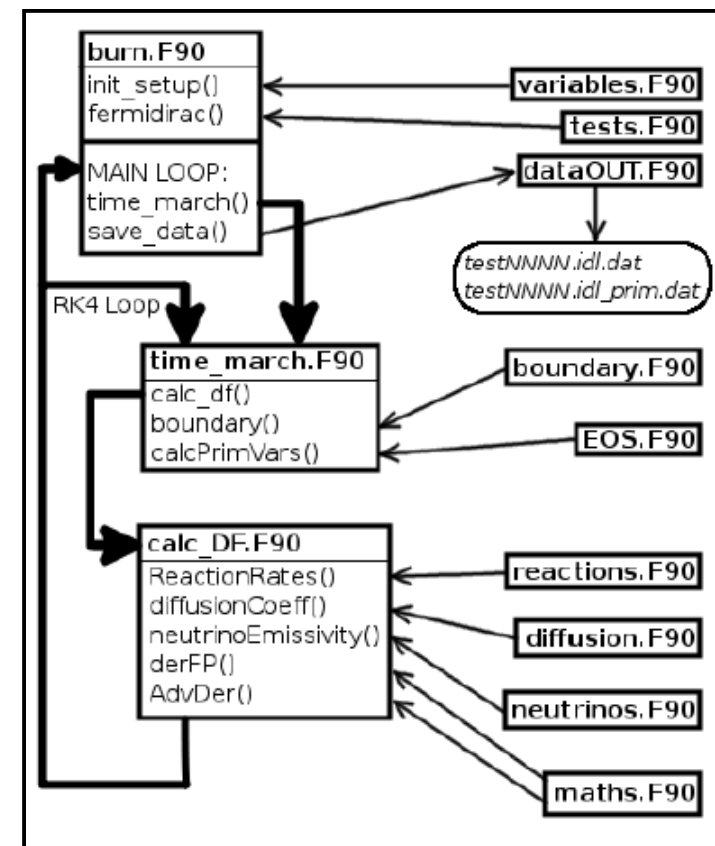 burn.F90
init_setup()
fermidirac()
MAIN LOOP:
time_march()
save_data()
variables.F90
tests.F90
dataOUT.F90
testNNNN.idl.dat
testNNNN.idl_prim.dat
RK4 Loop
time_march.F90
calc_df()
boundary()
calcPrimVars()
boundary.F90
EOS.F90
calc_DF.F90
ReactionRates()
diffusionCoeff()
neutrinoEmissivity()
derFP()
AdvDer()
reactions.F90
diffusion.F90
neutrinos.F90
maths.F90